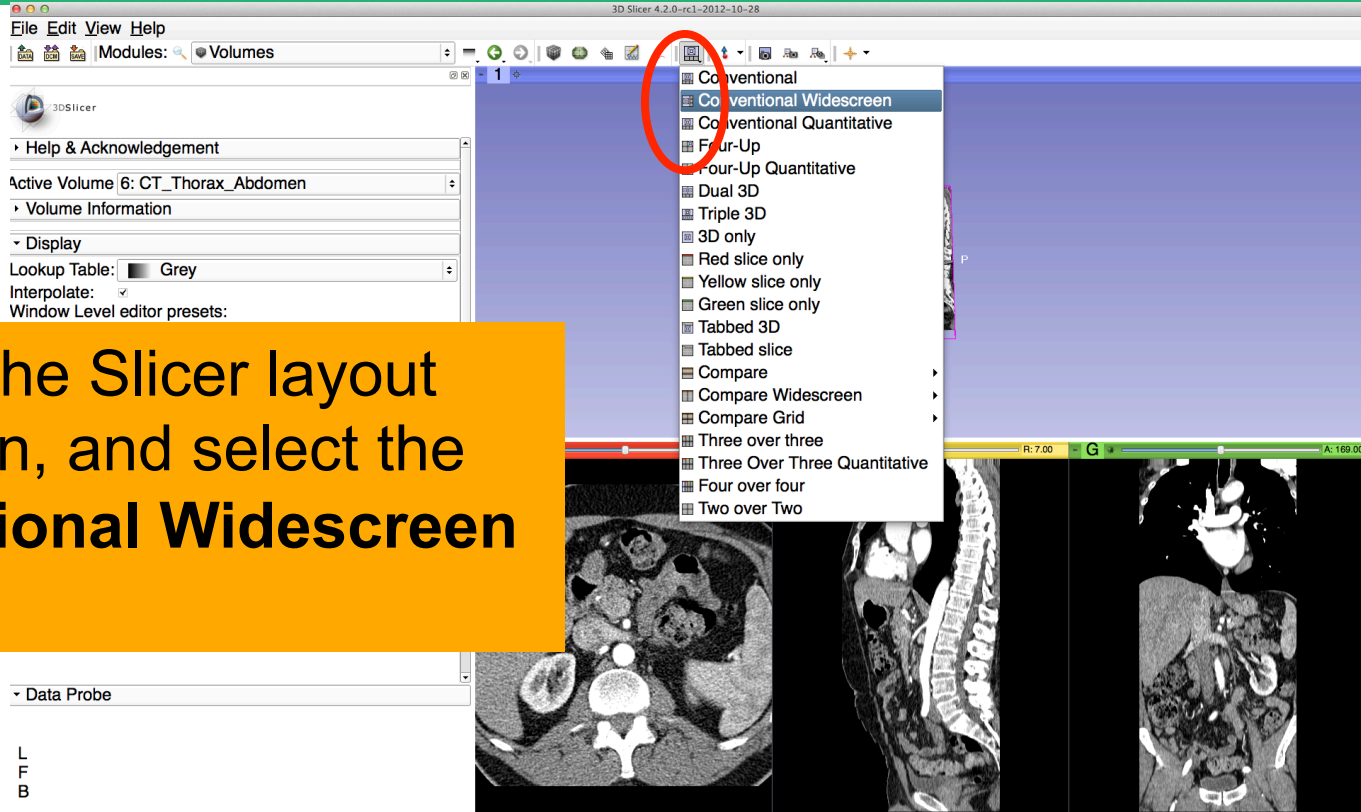 3D Slicer 4.2.0-rc1-2012-10-28
File Edit View Help
DATA DCM SAVE Modules: Volumes
1
3DSlicer
Help & Acknowledgement
Active Volume 6: CT_Thorax_Abdomen
Volume Information
Display
Lookup Table: Grey
Interpolate:
Window Level editor presets:
Conventional
Conventional Widescreen
Conventional Quantitative
Four-Up
Four-Up Quantitative
Dual 3D
Triple 3D
3D only
Red slice only
Yellow slice only
Green slice only
Tabbed 3D
Tabbed slice
Compare
Compare Widescreen
Compare Grid
Three over three
Three Over Three Quantitative
Four over four
Two over Two
P
he Slicer layout
n, and select the
ional Widescreen
R: 7.00
G
A: 169.00
Data Probe
L
F
B